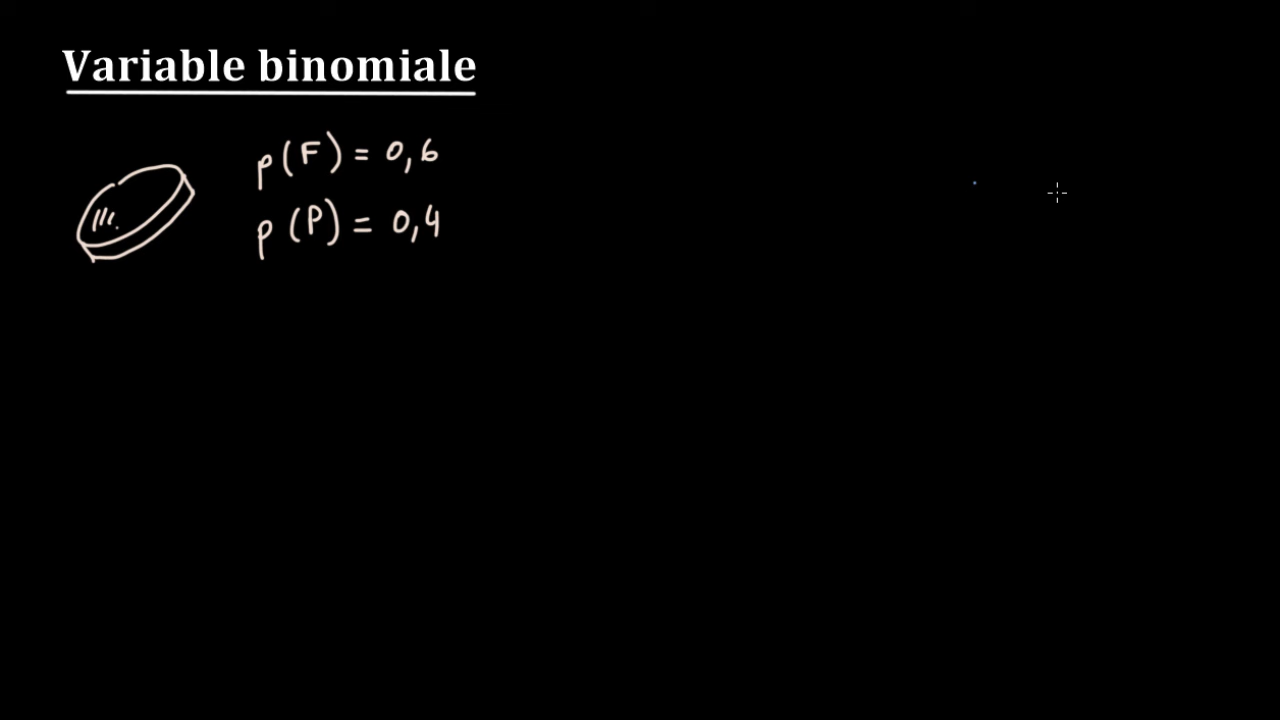 Variable binomiale
p(F) = 0,6
p(P) = 0,4